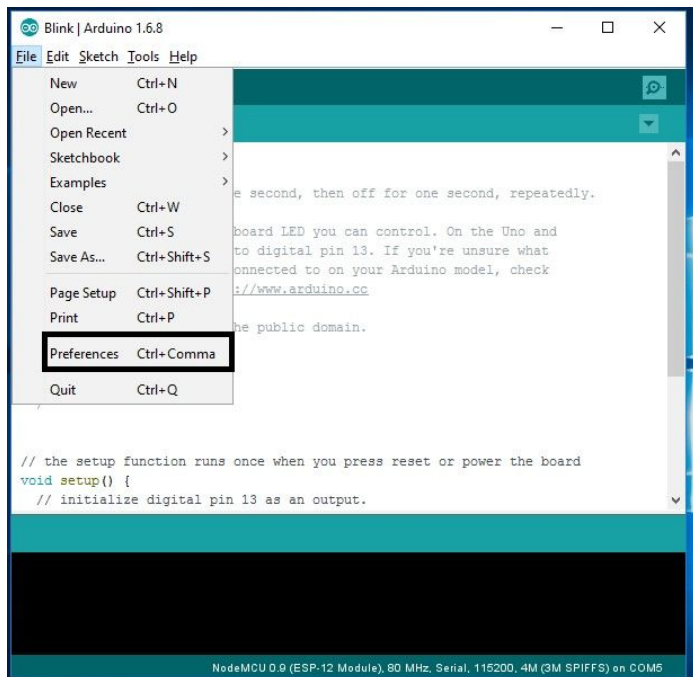 Blink | Arduino 1.6.8
File Edit Sketch Tools Help
New Ctrl+N
Open... Ctrl+O
Open Recent
Sketchbook
Examples
e second, then off for one second, repeatedly.
Close Ctrl+W
Save Ctrl+S
board LED you can control. On the Uno and
Save As... Ctrl+Shift+S
to digital pin 13. If you're unsure what
onnected to on your Arduino model, check
Page Setup Ctrl+Shift+P
://www.arduino.cc
Print Ctrl+P
he public domain.
Preferences Ctrl+Comma
Quit Ctrl+Q
// the setup function runs once when you press reset or power the board
void setup() {
// initialize digital pin 13 as an output.
NodeMCU 0.9 (ESP-12 Module), 80 MHz, Serial, 115200, 4M (3M SPIFFS) on COM5